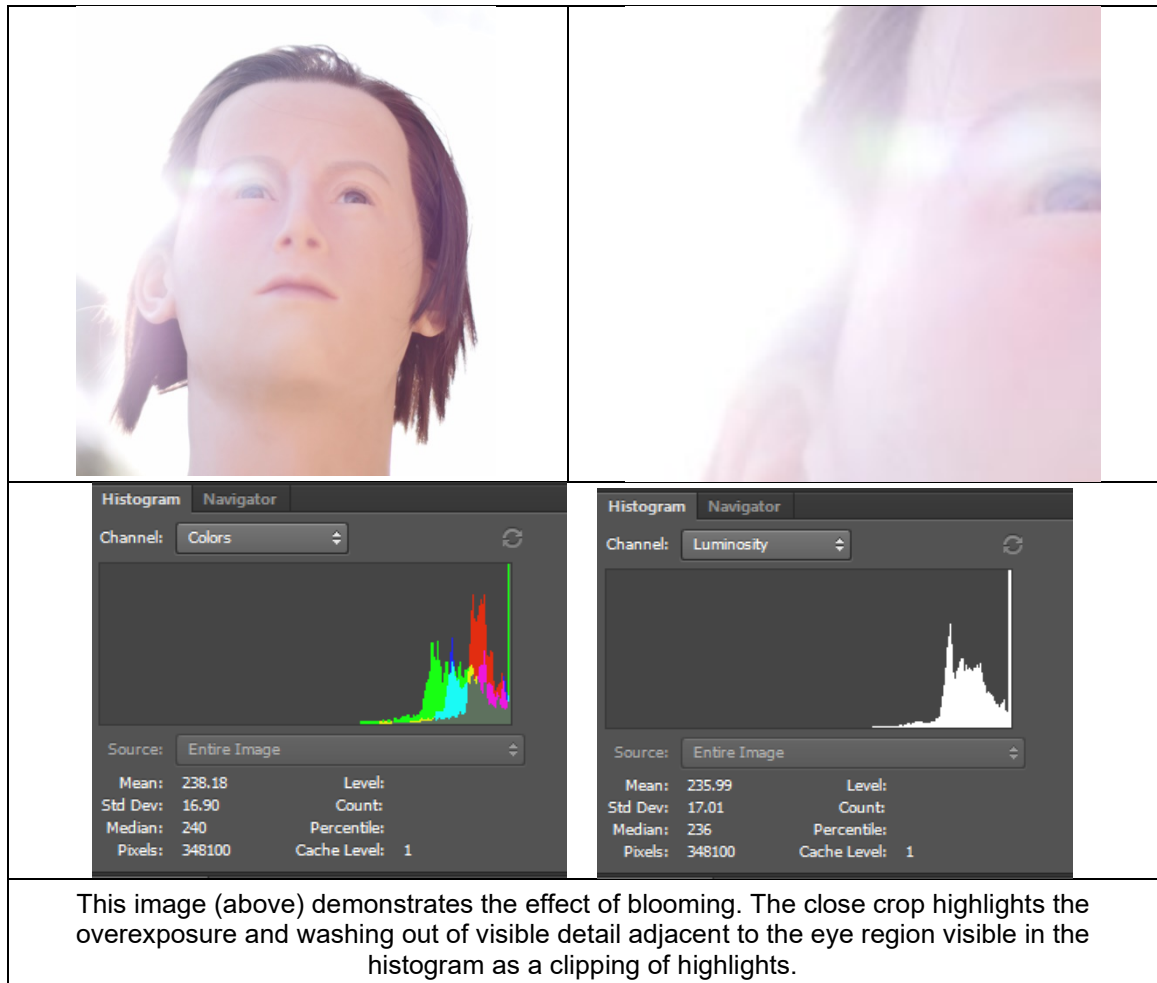 Histogram Navigator
Channel: Colors
Source: Entire Image
Mean: 238.18 Level:
Std Dev: 16.90 Count:
Median: 240 Percentile:
Pixels: 348100 Cache Level: 1
Histogram Navigator
Channel: Luminosity
Source: Entire Image
Mean: 235.99 Level:
Std Dev: 17.01 Count:
Median: 236 Percentile:
Pixels: 348100 Cache Level: 1
This image (above) demonstrates the effect of blooming. The close crop highlights the
overexposure and washing out of visible detail adjacent to the eye region visible in the
histogram as a clipping of highlights.